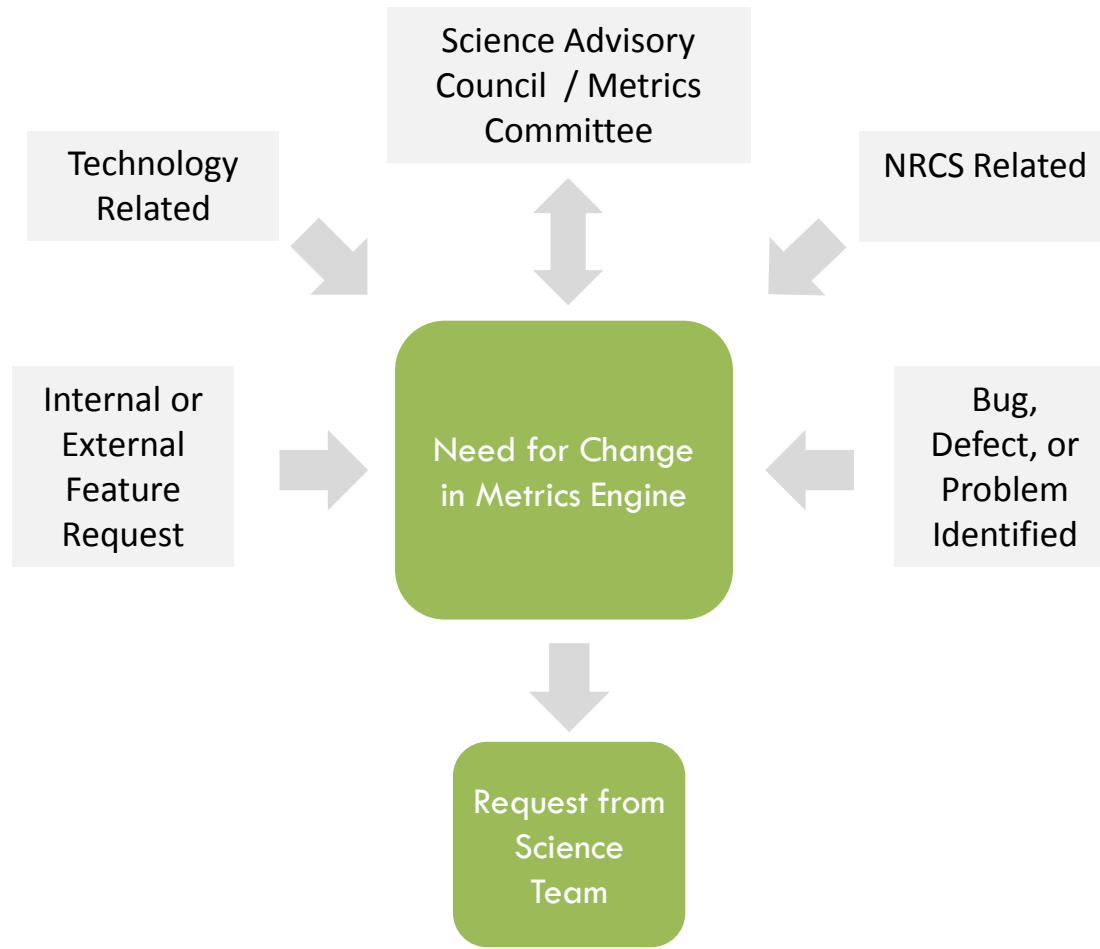 Science Advisory
Council / Metrics
Committee
Technology
Related
NRCS Related
Internal or
External
Feature
Request
Need for Change
in Metrics Engine
Bug,
Defect, or
Problem
Identified
Request from
Science
Team